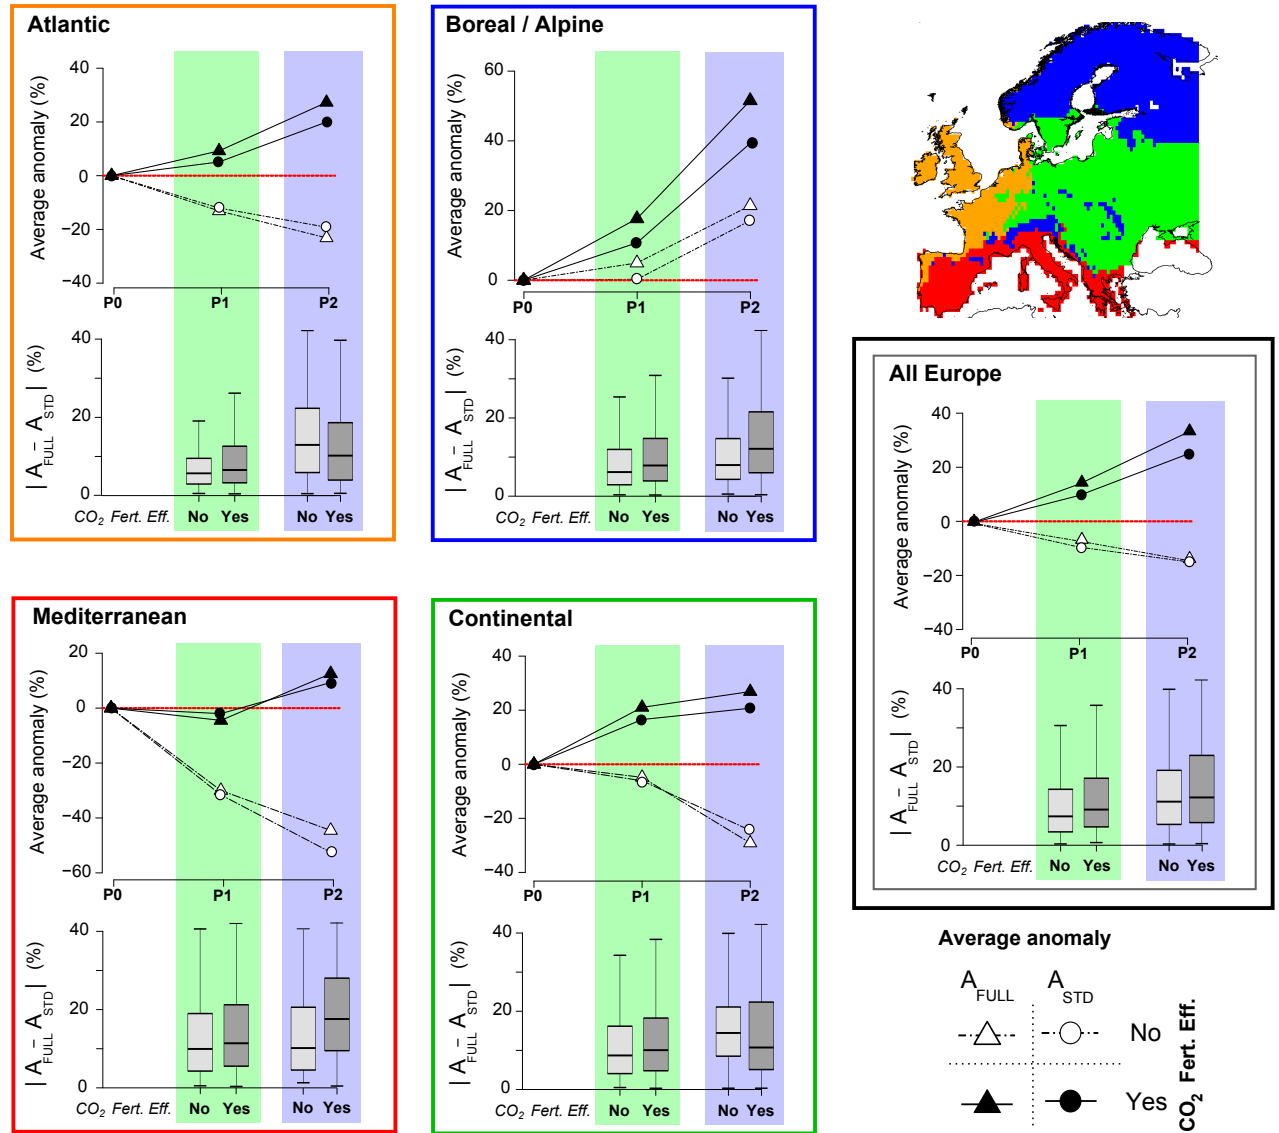 Atlantic
Average anomaly (%)
40
20
0
−20
−40
P0
P1
P2
| A_FULL − A_STD | (%)
40
20
0
CO2 Fert. Eff.
No Yes
No Yes
Boreal / Alpine
Average anomaly (%)
60
40
20
0
P0
P1
P2
| A_FULL − A_STD | (%)
40
20
0
CO2 Fert. Eff.
No Yes
No Yes
Mediterranean
Average anomaly (%)
20
0
−20
−40
−60
P0
P1
P2
| A_FULL − A_STD | (%)
40
20
0
CO2 Fert. Eff.
No Yes
No Yes
Continental
Average anomaly (%)
40
20
0
−20
−40
P0
P1
P2
| A_FULL − A_STD | (%)
40
20
0
CO2 Fert. Eff.
No Yes
No Yes
All Europe
Average anomaly (%)
40
20
0
−20
−40
P0
P1
P2
| A_FULL − A_STD | (%)
40
20
0
CO2 Fert. Eff.
No Yes
No Yes
Average anomaly
A_FULL A_STD
No
Yes
CO2 Fert. Eff.